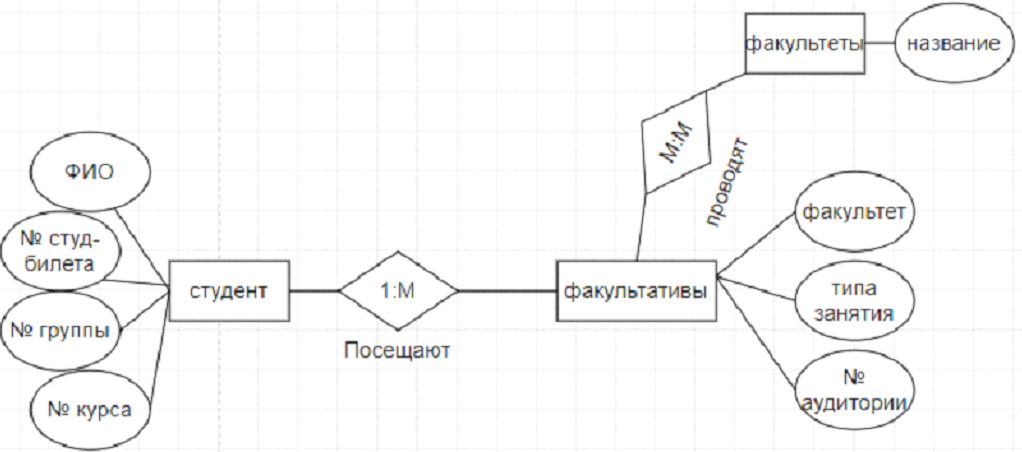 факультеты
название
М:М
проводят
ФИО
№ студ-
билета
№ группы
№ курса
студент
1:М
Посещают
факультативы
факультет
типа
занятия
№
аудитории